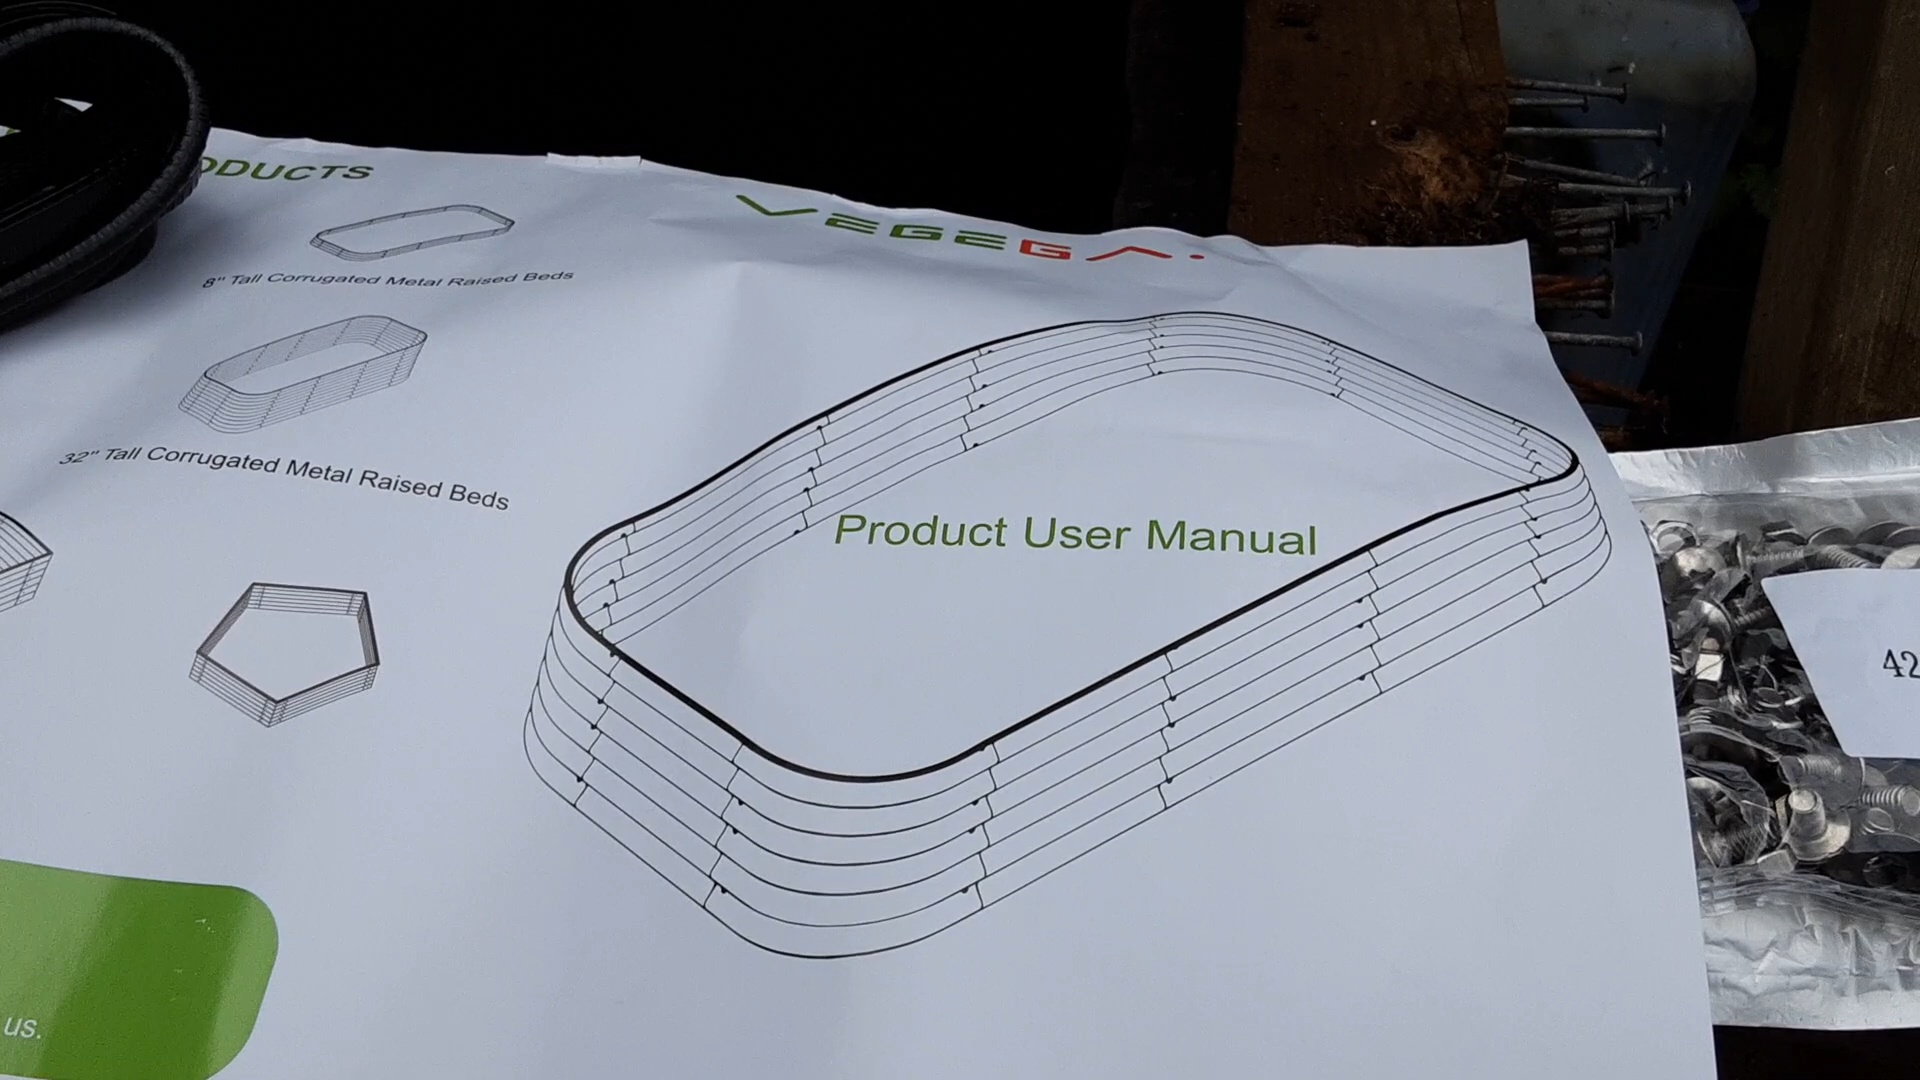 ODUCTS
8" Tall Corrugated Metal Raised Beds
32" Tall Corrugated Metal Raised Beds
us.
VEGEGA
Product User Manual
42